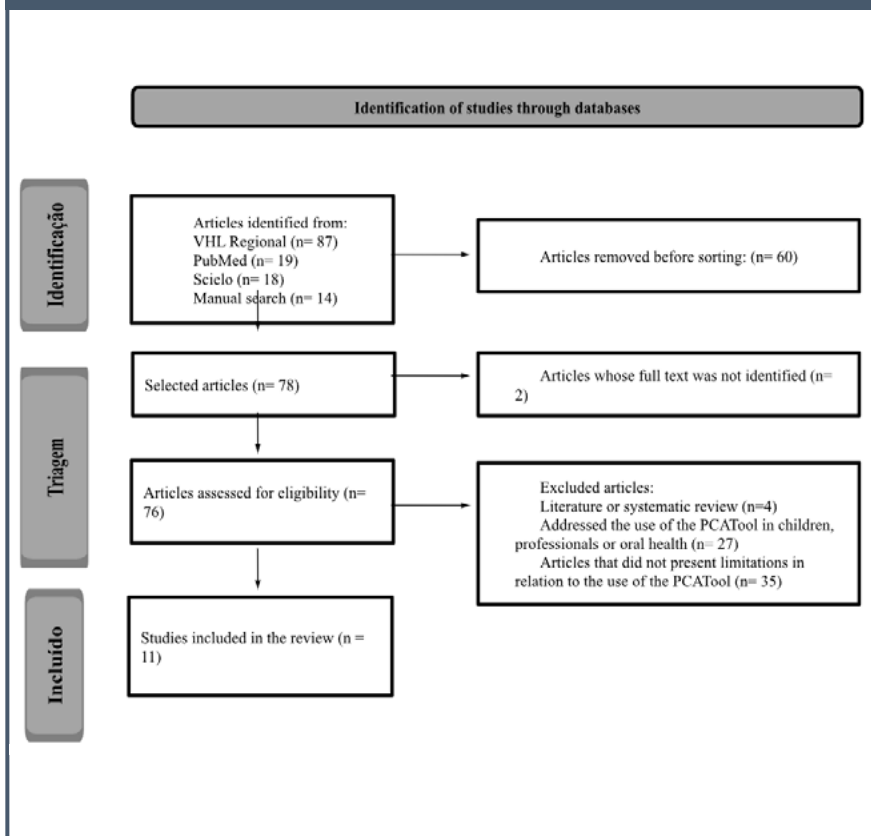 Identification of studies through databases
Identificação
Articles identified from:
VHL Regional (n= 87)
PubMed (n= 19)
Scielo (n= 18)
Manual search (n= 14)
Articles removed before sorting: (n= 60)
Triagem
Selected articles (n= 78)
Articles whose full text was not identified (n=
2)
Articles assessed for eligibility (n=
76)
Excluded articles:
Literature or systematic review (n=4)
Addressed the use of the PCATool in children,
professionals or oral health (n= 27)
Articles that did not present limitations in
relation to the use of the PCATool (n= 35)
Incluído
Studies included in the review (n =
11)